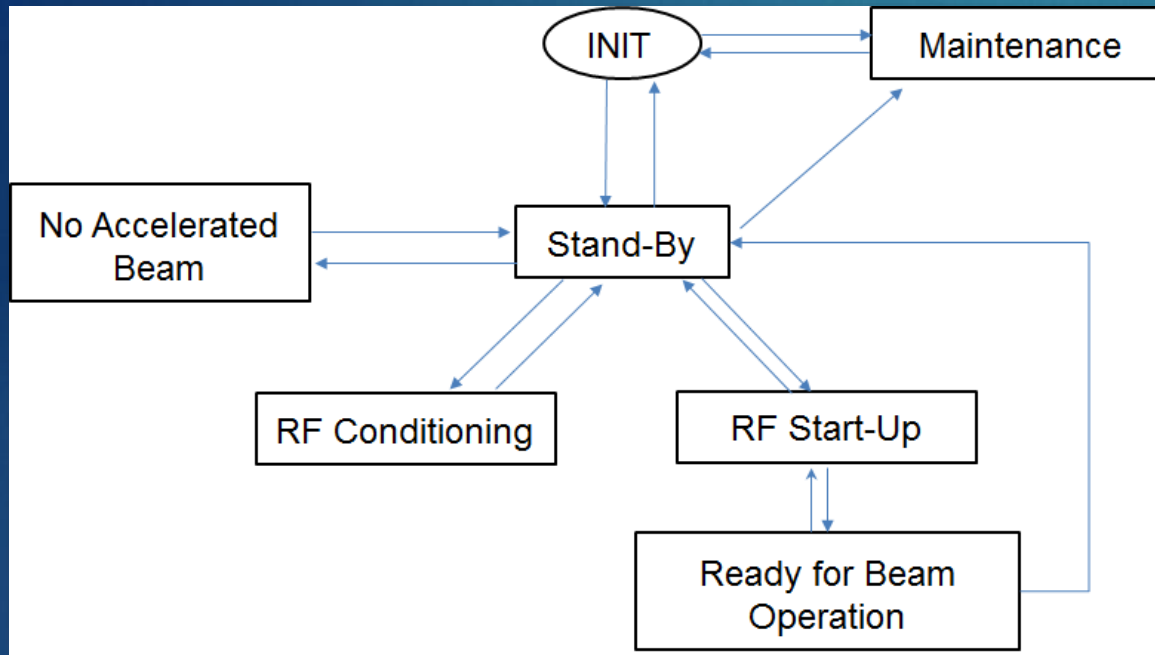 INIT
Maintenance
No Accelerated
Beam
Stand-By
RF Conditioning
RF Start-Up
Ready for Beam
Operation